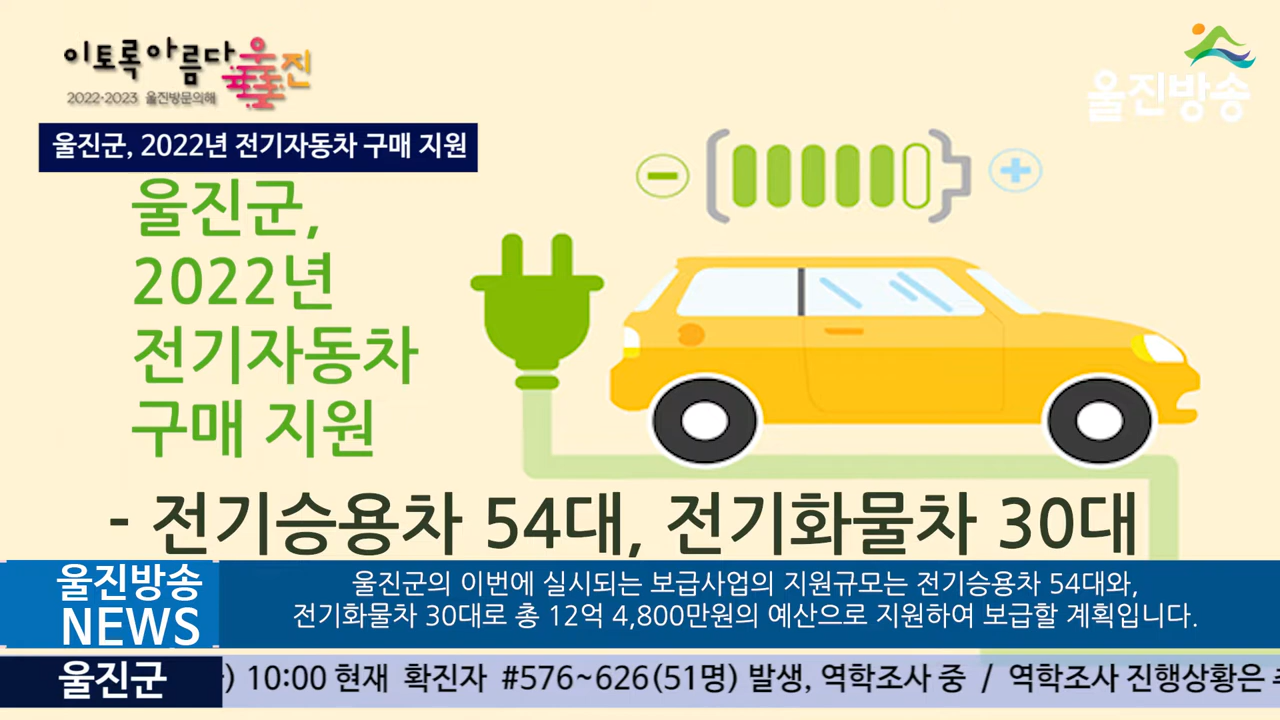 이토록아름다운 울진
2022·2023 울진방문의해
울진방송
울진군, 2022년 전기자동차 구매 지원
울진군,
2022년
전기자동차
구매 지원
- 전기승용차 54대, 전기화물차 30대
울진방송
NEWS
울진군의 이번에 실시되는 보급사업의 지원규모는 전기승용차 54대와,
전기화물차 30대로 총 12억 4,800만원의 예산으로 지원하여 보급할 계획입니다.
울진군
) 10:00 현재 확진자 #576~626(51명) 발생, 역학조사 중 / 역학조사 진행상황은